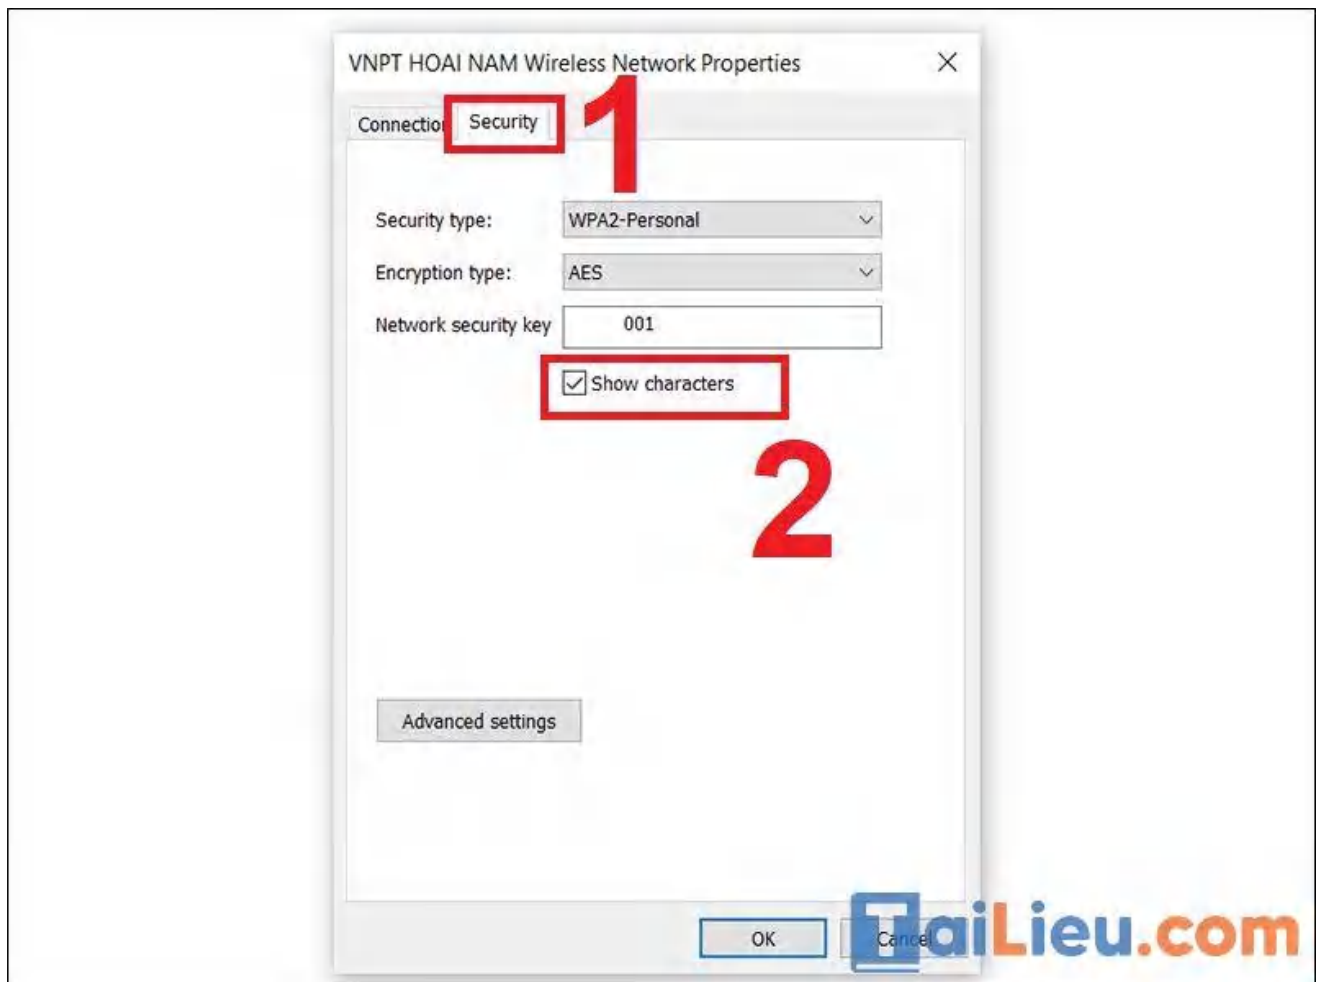 VNPT HOAI NAM Wireless Network Properties
Connection Security
1
Security type: WPA2-Personal
Encryption type: AES
Network security key 001
Show characters
2
Advanced settings
OK Cancel
TaiLieu.com